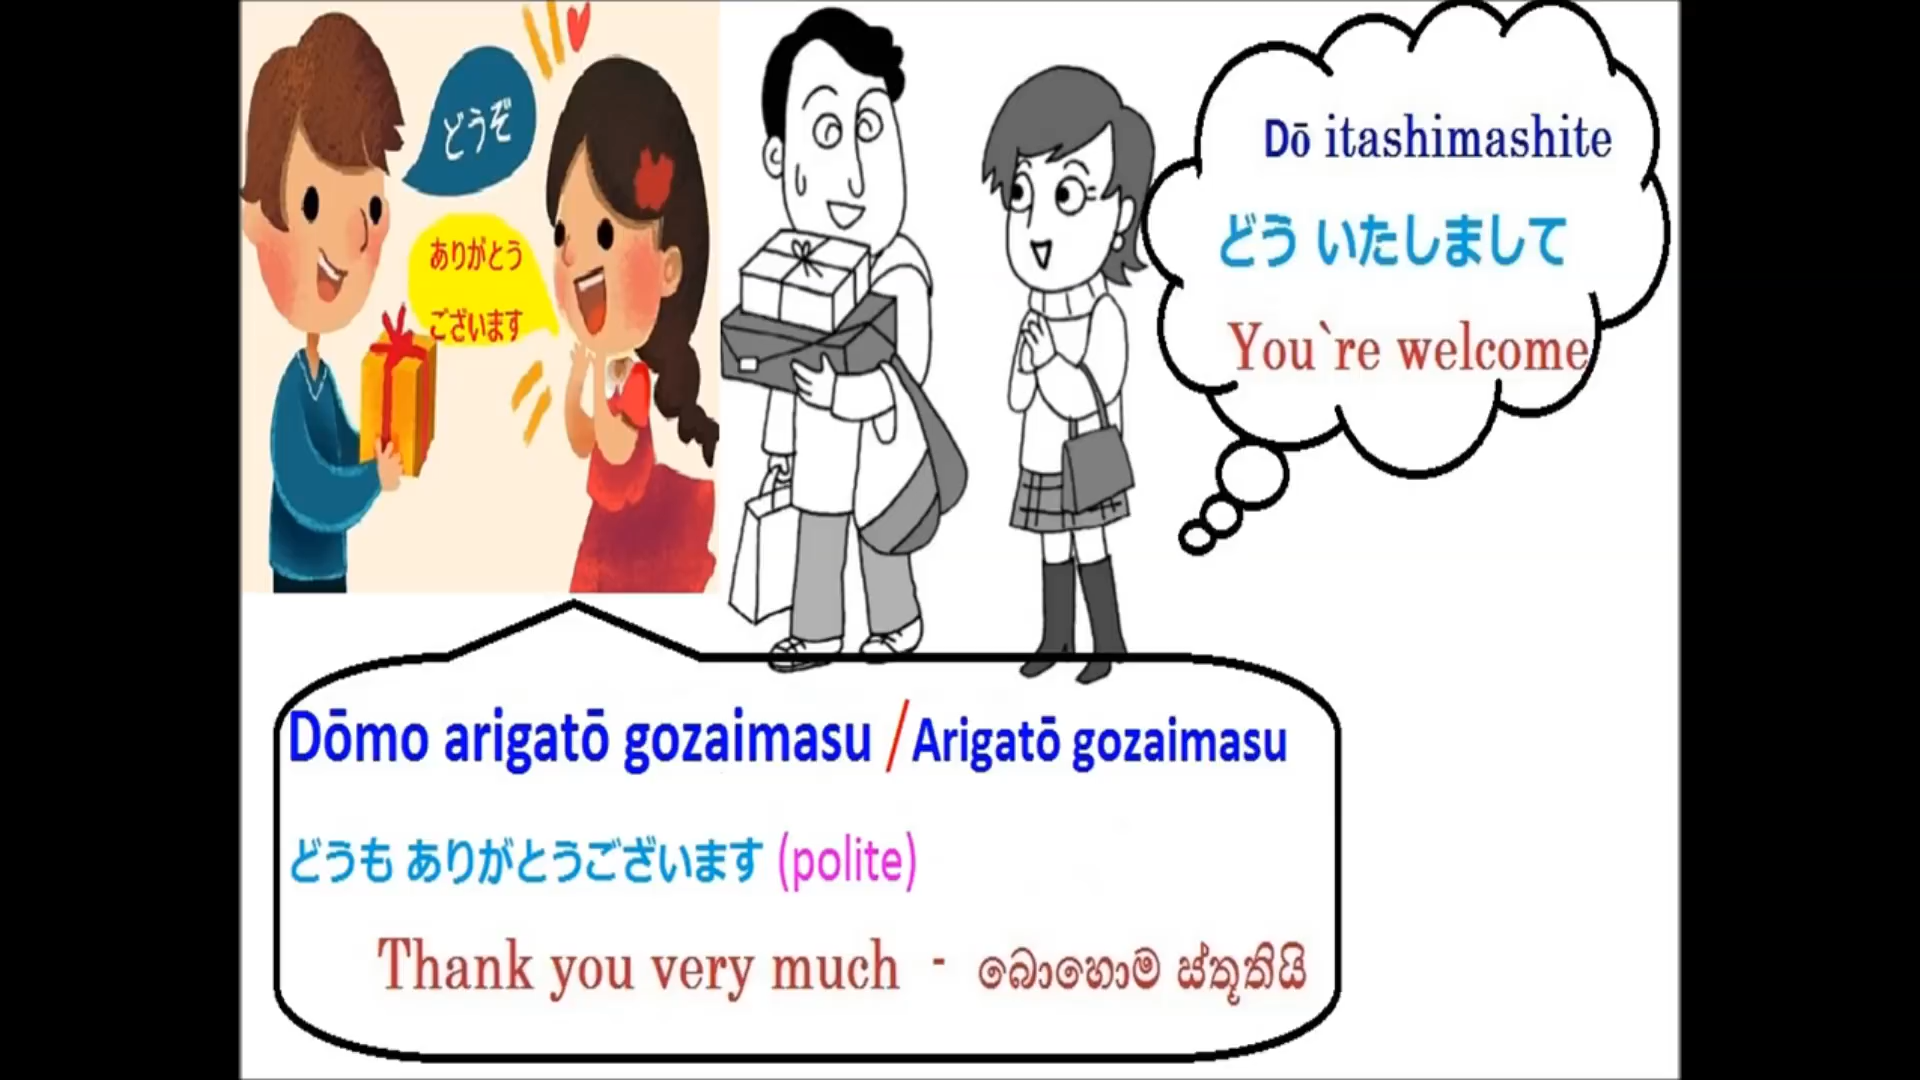 どうぞ
ありがとう
ございます
Dō itashimashite
どう いたしまして
You`re welcome
Dōmo arigatō gozaimasu / Arigatō gozaimasu
どうも ありがとうございます (polite)
Thank you very much - බොහොම ස්තූතියි